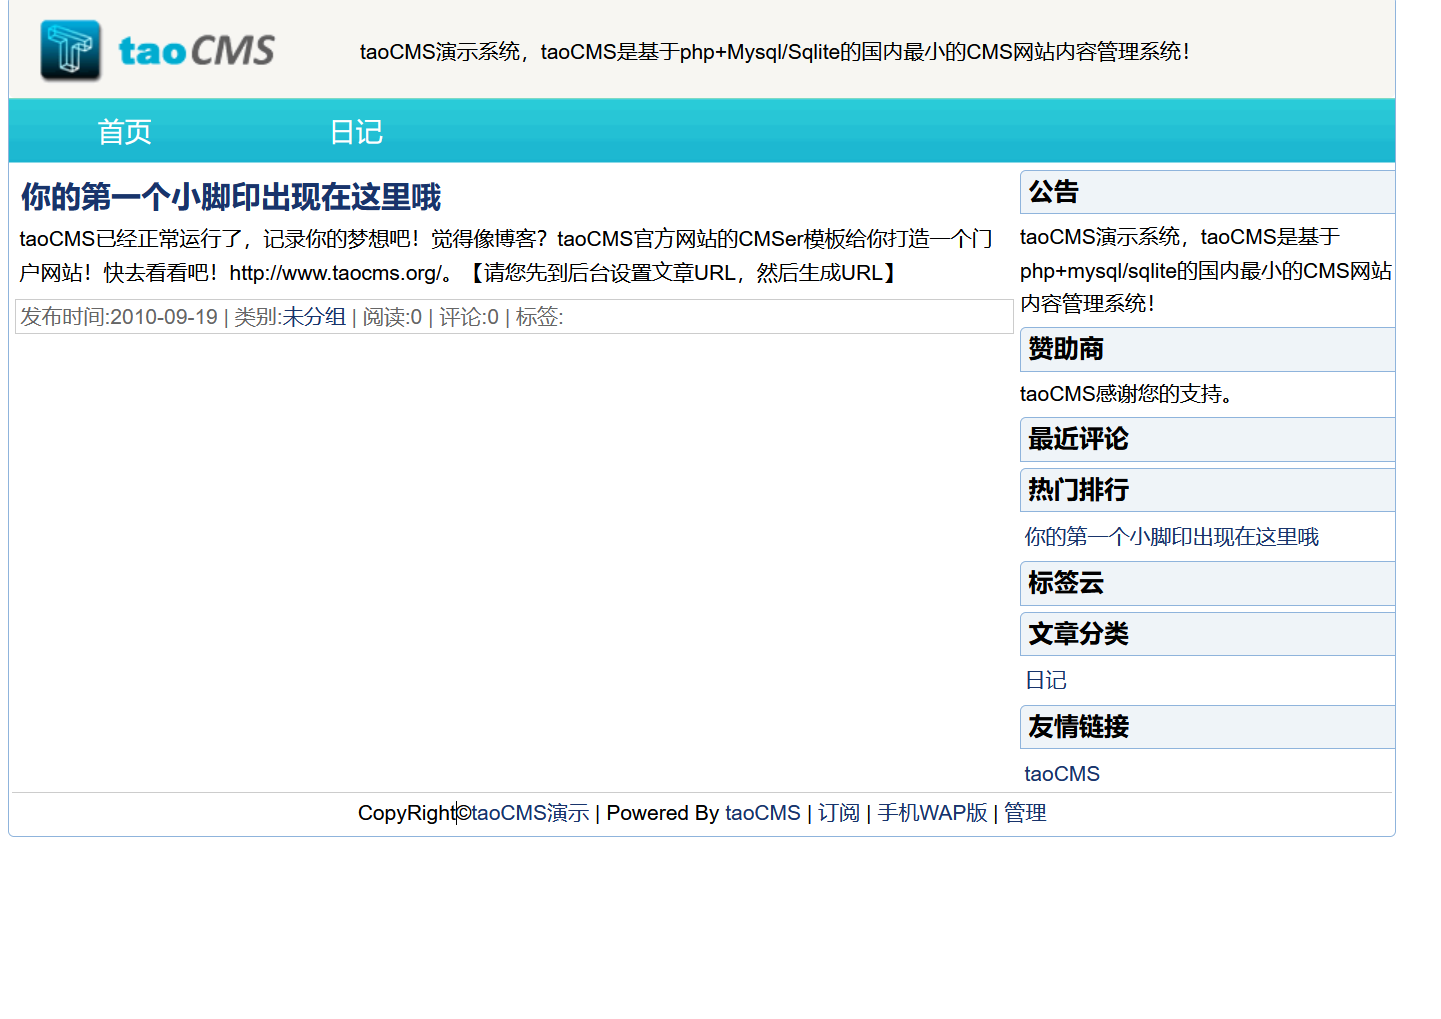 taoCMS
taoCMS演示系统，taoCMS是基于php+Mysql/Sqlite的国内最小的CMS网站内容管理系统！
首页
日记
你的第一个小脚印出现在这里哦
taoCMS已经正常运行了，记录你的梦想吧！觉得像博客？taoCMS官方网站的CMSer模板给你打造一个门
户网站！快去看看吧！http://www.taocms.org/。【请您先到后台设置文章URL，然后生成URL】
发布时间:2010-09-19 | 类别:未分组 | 阅读:0 | 评论:0 | 标签:
公告
taoCMS演示系统，taoCMS是基于
php+mysql/sqlite的国内最小的CMS网站
内容管理系统！
赞助商
taoCMS感谢您的支持。
最近评论
热门排行
你的第一个小脚印出现在这里哦
标签云
文章分类
日记
友情链接
taoCMS
CopyRight©taoCMS演示 | Powered By taoCMS | 订阅 | 手机WAP版 | 管理